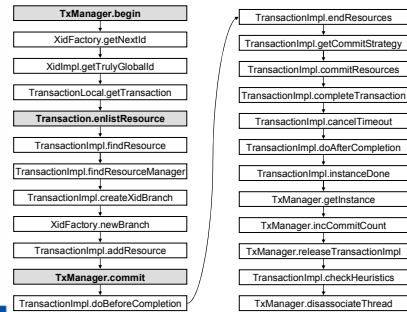 TxManager.begin
XidFactory.getNextId
XidImpl.getTrulyGlobalId
TransactionLocal.getTransaction
Transaction.enlistResource
TransactionImpl.findResource
TransactionImpl.findResourceManager
TransactionImpl.createXidBranch
XidFactory.newBranch
TransactionImpl.addResource
TxManager.commit
TransactionImpl.doBeforeCompletion
TransactionImpl.endResources
TransactionImpl.getCommitStrategy
TransactionImpl.commitResources
TransactionImpl.completeTransaction
TransactionImpl.cancelTimeout
TransactionImpl.doAfterCompletion
TransactionImpl.instanceDone
TxManager.getInstance
TxManager.incCommitCount
TxManager.releaseTransactionImpl
TransactionImpl.checkHeuristics
TxManager.disassociateThread